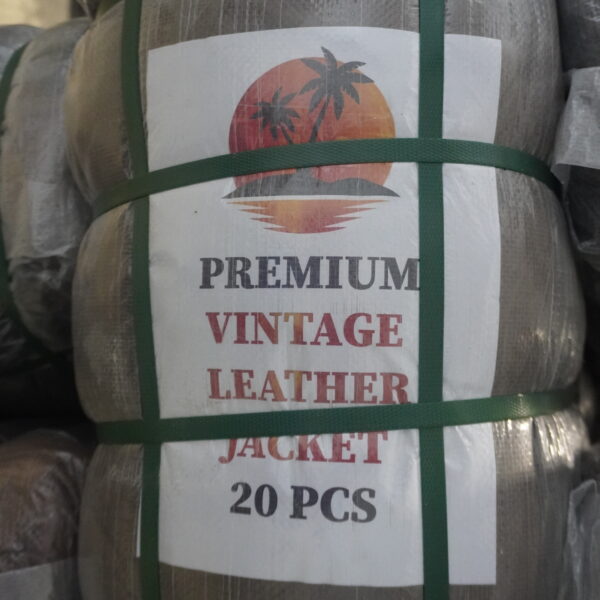 PREMIUM
VINTAGE
LEATHER
JACKET
20 PCS